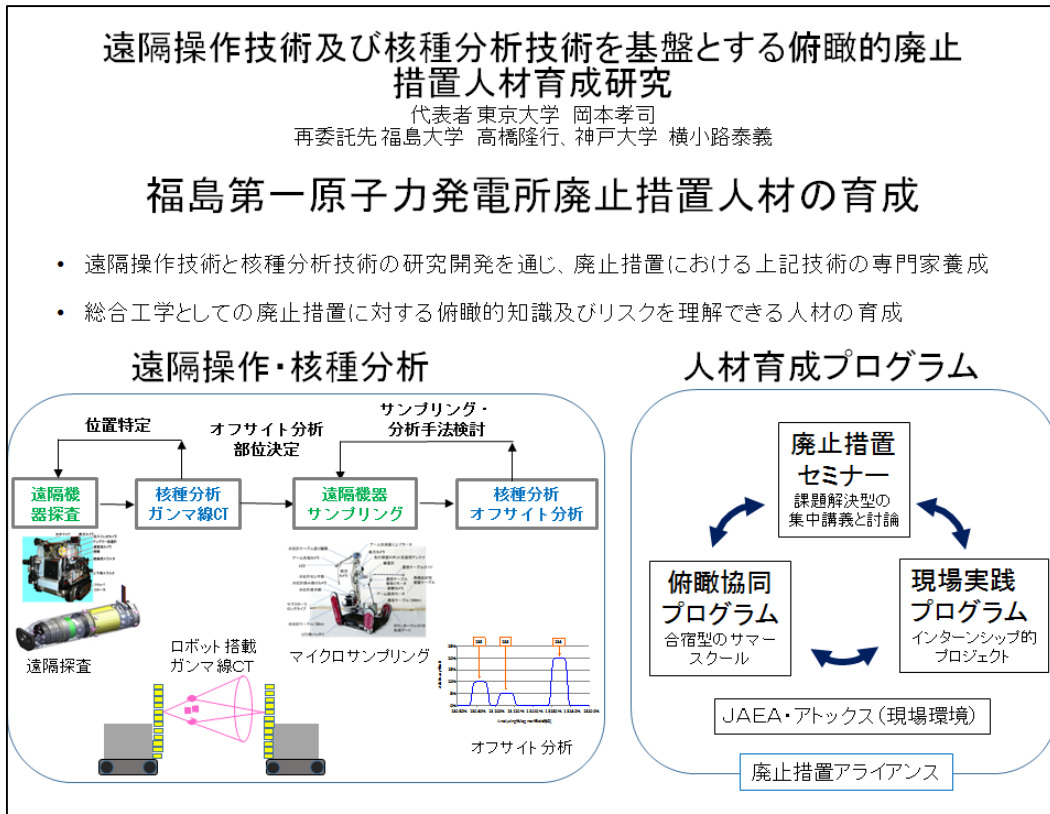 遠隔操作技術及び核種分析技術を基盤とする俯瞰的廃止
措置人材育成研究
代表者 東京大学 岡本孝司
再委託先 福島大学 高橋隆行、神戸大学 横小路泰義
福島第一原子力発電所廃止措置人材の育成
• 遠隔操作技術と核種分析技術の研究開発を通じ、廃止措置における上記技術の専門家養成
• 総合工学としての廃止措置に対する俯瞰的知識及びリスクを理解できる人材の育成
遠隔操作・核種分析
位置特定
オフサイト分析
部位決定
サンプリング・
分析手法検討
遠隔機
器探査
核種分析
ガンマ線CT
遠隔機器
サンプリング
核種分析
オフサイト分析
遠隔探査
ロボット搭載
ガンマ線CT
マイクロサンプリング
オフサイト分析
人材育成プログラム
廃止措置
セミナー
課題解決型の
集中講義と討論
俯瞰協同
プログラム
合宿型のサマー
スクール
現場実践
プログラム
インターンシップ的
プロジェクト
JAEA・アトックス(現場環境)
廃止措置アライアンス